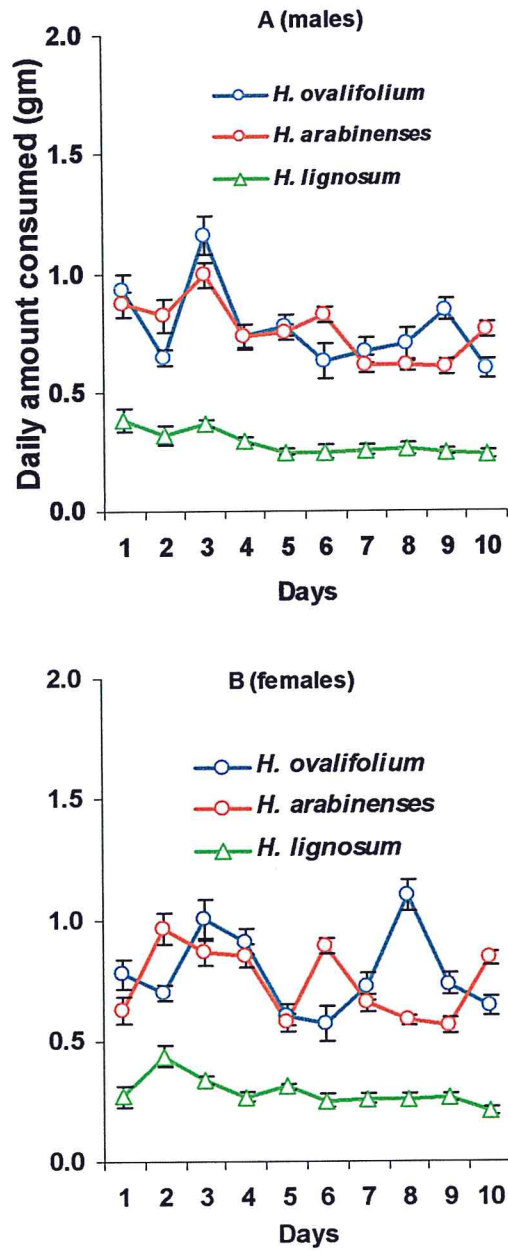 A (males)
2.0
1.5
1.0
0.5
0.0
Daily amount consumed (gm)
H. ovalifolium
H. arabinenses
H. lignosum
1 2 3 4 5 6 7 8 9 10
Days
B (females)
2.0
1.5
1.0
0.5
0.0
H. ovalifolium
H. arabinenses
H. lignosum
1 2 3 4 5 6 7 8 9 10
Days